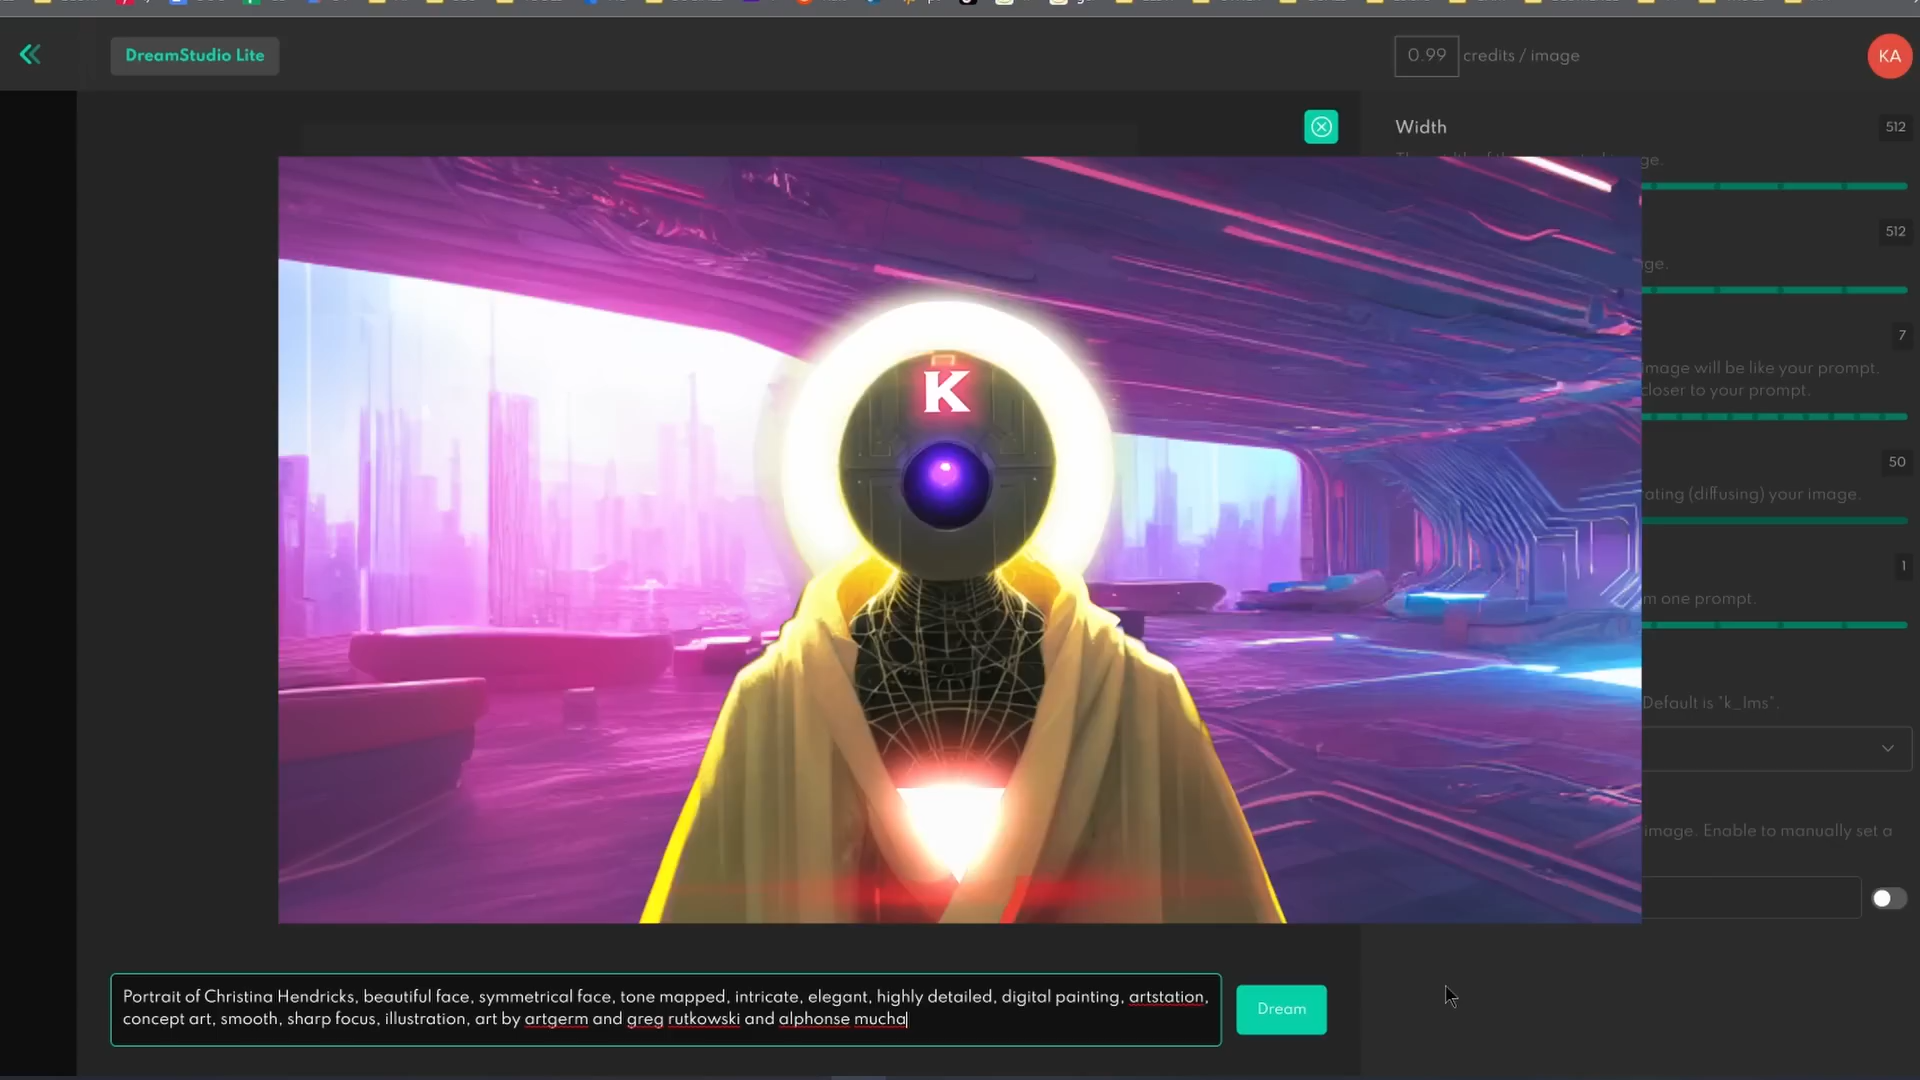 DreamStudio Lite
0.99 credits / image
KA
Width
512
ge.
512
ge.
7
image will be like your prompt.
closer to your prompt.
50
ating (diffusing) your image.
1
m one prompt.
Default is "k_lms".
image. Enable to manually set a
K
Portrait of Christina Hendricks, beautiful face, symmetrical face, tone mapped, intricate, elegant, highly detailed, digital painting, artstation,
concept art, smooth, sharp focus, illustration, art by artgerm and greg rutkowski and alphonse mucha
Dream